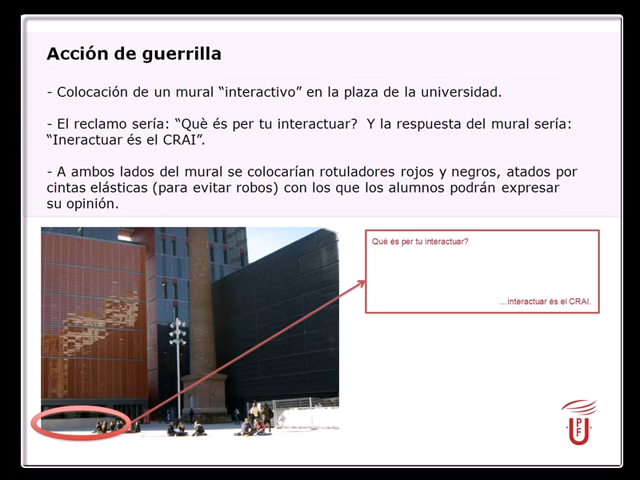 Acción de guerrilla
- Colocación de un mural “interactivo” en la plaza de la universidad.
- El reclamo sería: “Què és per tu interactuar?  Y la respuesta del mural sería:
“Ineractuar és el CRAI”.
- A ambos lados del mural se colocarían rotuladores rojos y negros, atados por
cintas elásticas (para evitar robos) con los que los alumnos podrán expresar
su opinión.
Què és per tu interactuar?
...interactuar és el CRAI.
UPF